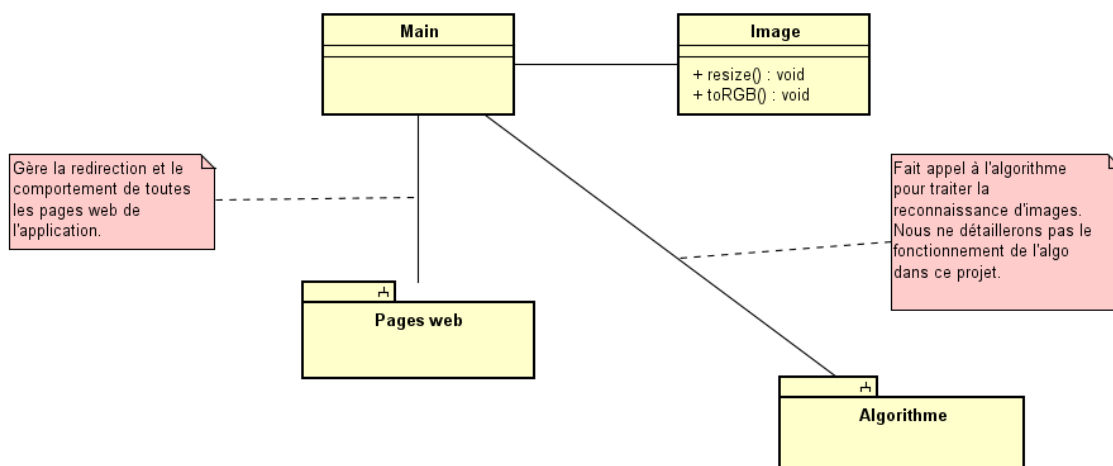 Main
Image
+ resize() : void
+ toRGB() : void
Gère la redirection et le
comportement de toutes
les pages web de
l'application.
Fait appel à l'algorithme
pour traiter la
reconnaissance d'images.
Nous ne détaillerons pas le
fonctionnement de l'algo
dans ce projet.
Pages web
Algorithme